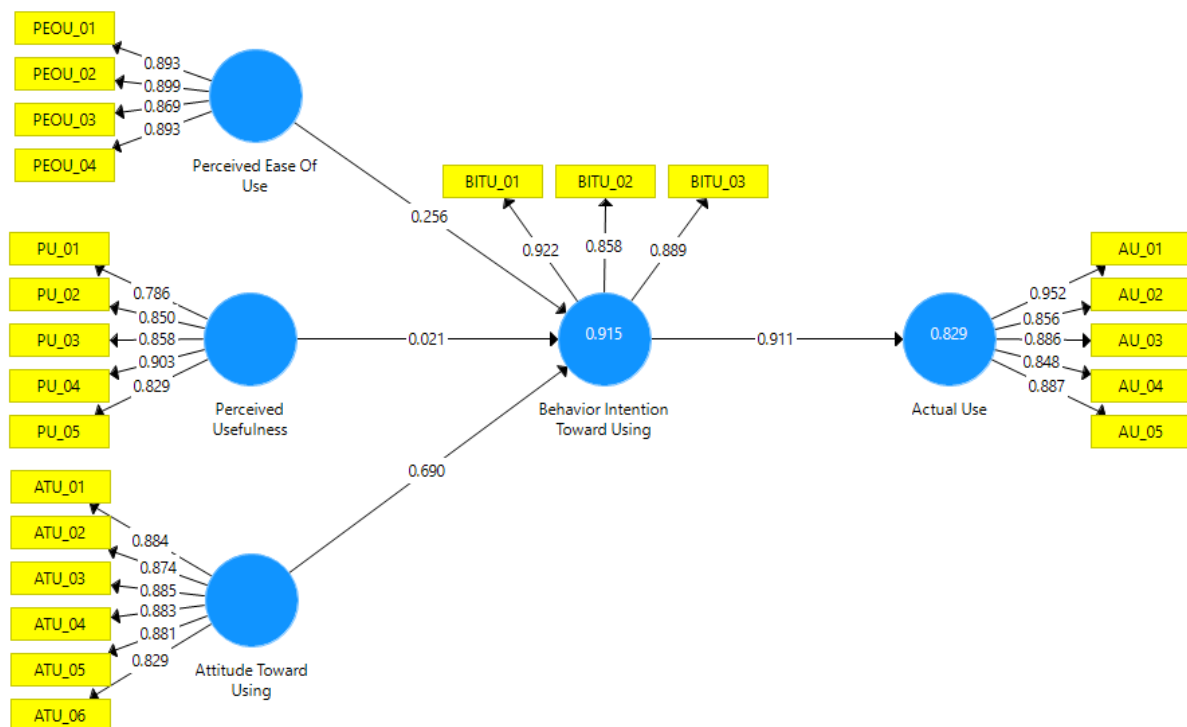 PEOU_01
PEOU_02
PEOU_03
PEOU_04
0.893
0.899
0.869
0.893
Perceived Ease Of
Use
0.256
PU_01
PU_02
PU_03
PU_04
PU_05
0.786
0.850
0.858
0.903
0.829
Perceived
Usefulness
0.021
ATU_01
ATU_02
ATU_03
ATU_04
ATU_05
ATU_06
0.884
0.874
0.885
0.883
0.881
0.829
Attitude Toward
Using
0.690
BITU_01
BITU_02
BITU_03
0.922
0.858
0.889
0.915
Behavior Intention
Toward Using
0.911
0.829
Actual Use
0.952
0.856
0.886
0.848
0.887
AU_01
AU_02
AU_03
AU_04
AU_05